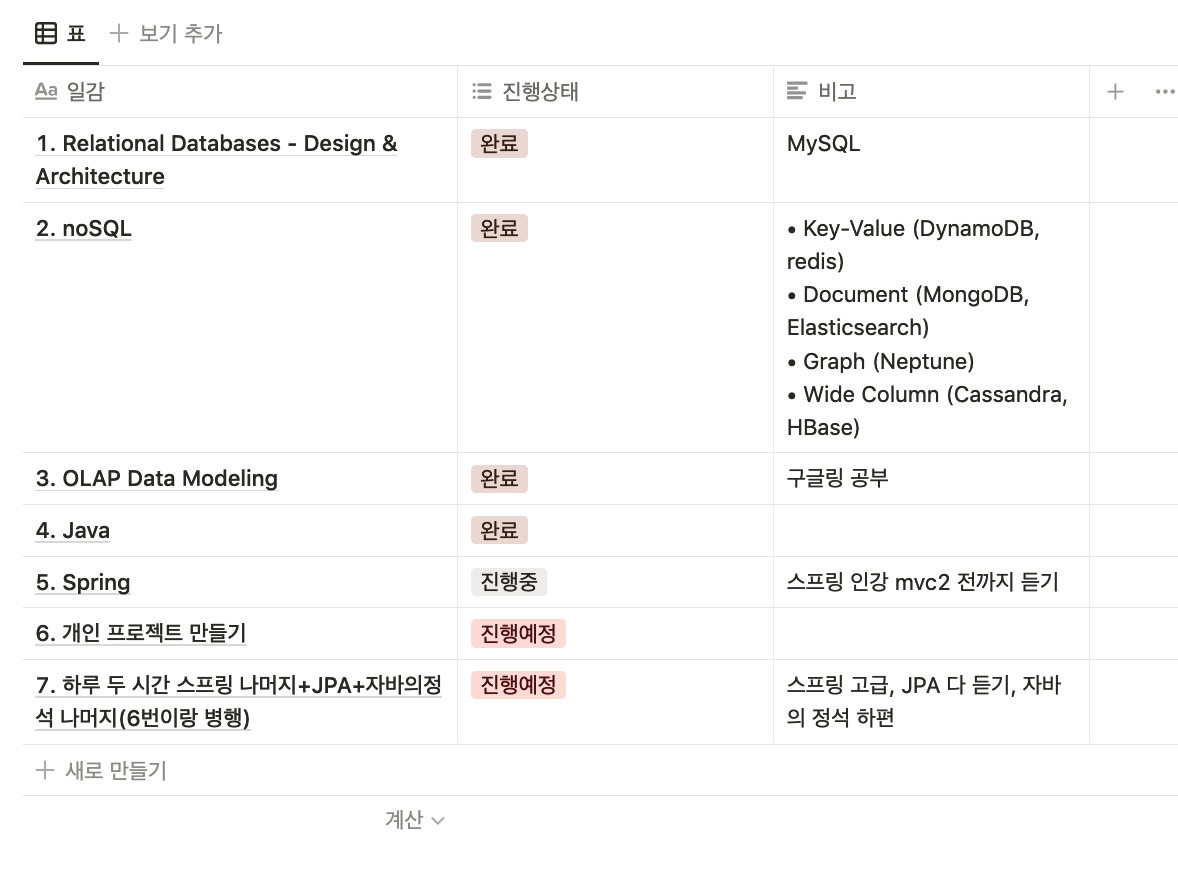 표 보기 추가
Aa 일감 진행상태 비고
1. Relational Databases - Design & 완료 MySQL
Architecture
2. noSQL 완료 • Key-Value (DynamoDB,
redis)
• Document (MongoDB,
Elasticsearch)
• Graph (Neptune)
• Wide Column (Cassandra,
HBase)
3. OLAP Data Modeling 완료 구글링 공부
4. Java 완료
5. Spring 진행중 스프링 인강 mvc2 전까지 듣기
6. 개인 프로젝트 만들기 진행예정
7. 하루 두 시간 스프링 나머지+JPA+자바의정 진행예정 스프링 고급, JPA 다 듣기, 자바
석 나머지(6번이랑 병행) 의 정석 하편
새로 만들기
계산